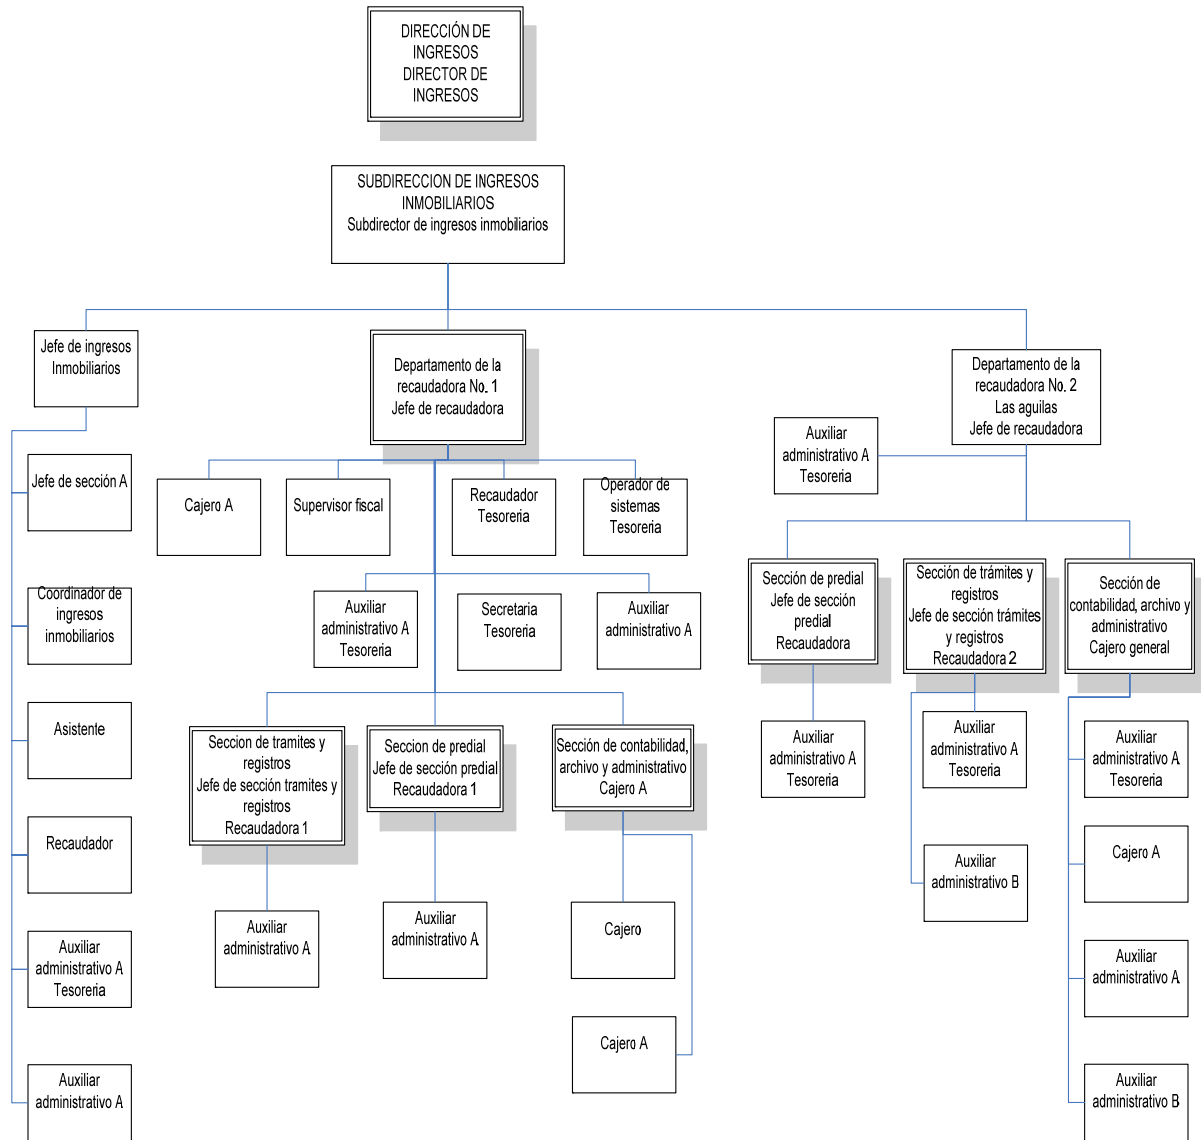 DIRECCIÓN DE
INGRESOS
DIRECTOR DE
INGRESOS
SUBDIRECCION DE INGRESOS
INMOBILIARIOS
Subdirector de ingresos inmobiliarios
Jefe de ingresos
Inmobiliarios
Departamento de la
recaudadora No. 1
Jefe de recaudadora
Departamento de la
recaudadora No. 2
Las aguilas
Jefe de recaudadora
Auxiliar
administrativo A
Tesoreria
Jefe de sección A
Cajero A
Supervisor fiscal
Recaudador
Tesoreria
Operador de
sistemas
Tesoreria
Coordinador de
ingresos
inmobiliarios
Auxiliar
administrativo A
Tesoreria
Secretaria
Tesoreria
Auxiliar
administrativo A
Sección de predial
Jefe de sección
predial
Recaudadora
Sección de trámites y
registros
Jefe de sección trámites
y registros
Recaudadora 2
Sección de
contabilidad, archivo y
administrativo
Cajero general
Asistente
Seccion de tramites y
registros
Jefe de sección tramites y
registros
Recaudadora 1
Seccion de predial
Jefe de sección predial
Recaudadora 1
Sección de contabilidad,
archivo y administrativo
Cajero A
Auxiliar
administrativo A
Tesoreria
Auxiliar
administrativo A
Tesoreria
Auxiliar
administrativo A
Tesoreria
Recaudador
Auxiliar
administrativo B
Cajero A
Auxiliar
administrativo A
Tesoreria
Auxiliar
administrativo A
Auxiliar
administrativo A
Cajero
Auxiliar
administrativo A
Cajero A
Auxiliar
administrativo A
Auxiliar
administrativo B